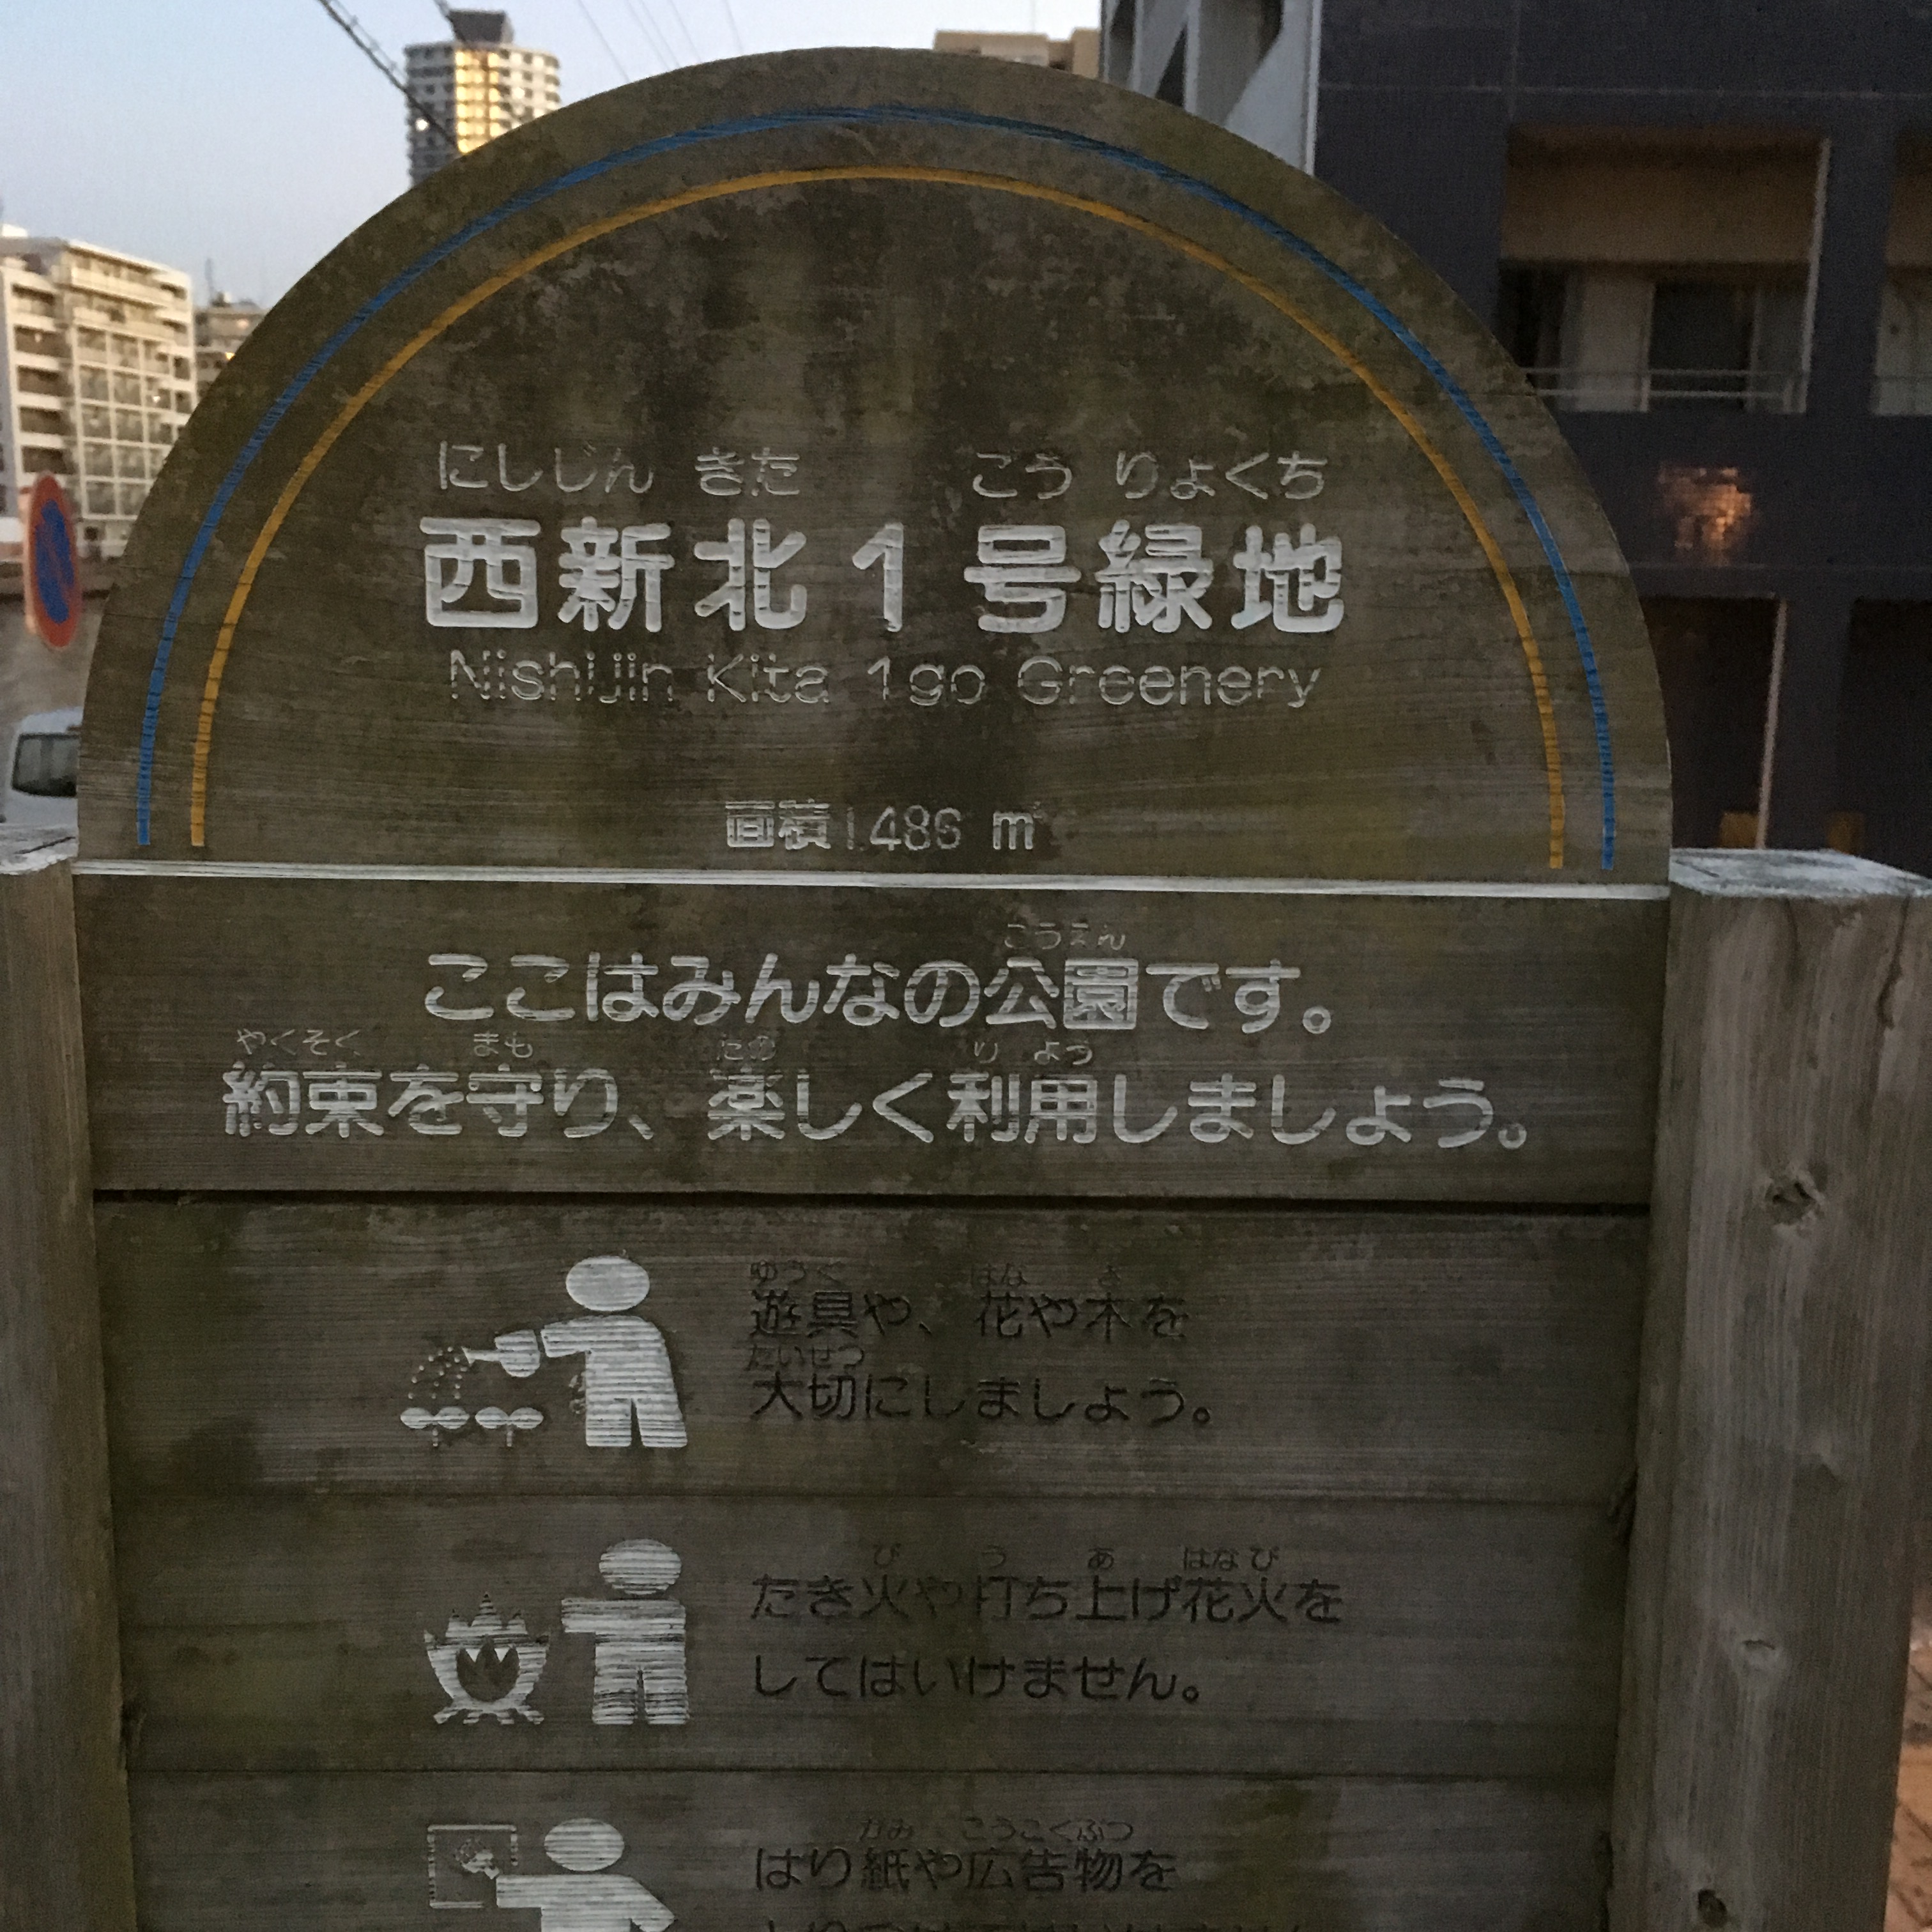 にしじん きた ごう りょくち
西新北1号緑地
Nishijin Kita 1go Greenery
面積1.486 ㎡
こうえん
ここはみんなの公園です。
やくそく まも たの り よう
約束を守り、楽しく利用しましょう。
ゆうぐ はな き
遊具や、花や木を
たいせつ
大切にしましょう。
び う あ はなび
たき火や打ち上げ花火を
してはいけません。
がみ こうこくぶつ
はり紙や広告物を